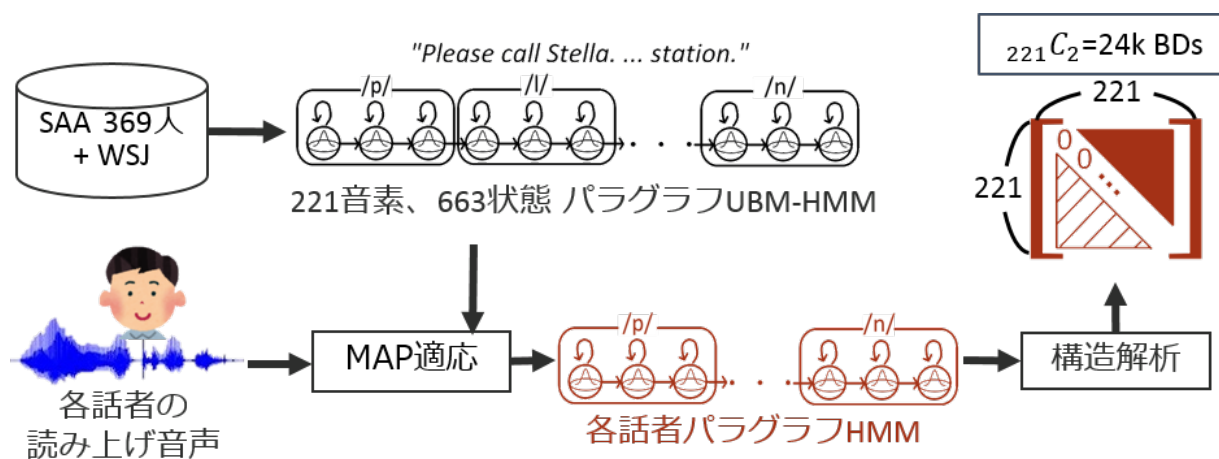 "Please call Stella. ... station."
₂₂₁C₂=24k BDs
SAA 369人
+ WSJ
/p/
/l/
/n/
221音素、663状態 パラグラフUBM-HMM
221
221
0
0
...
各話者の
読み上げ音声
MAP適応
/p/
/n/
各話者パラグラフHMM
構造解析